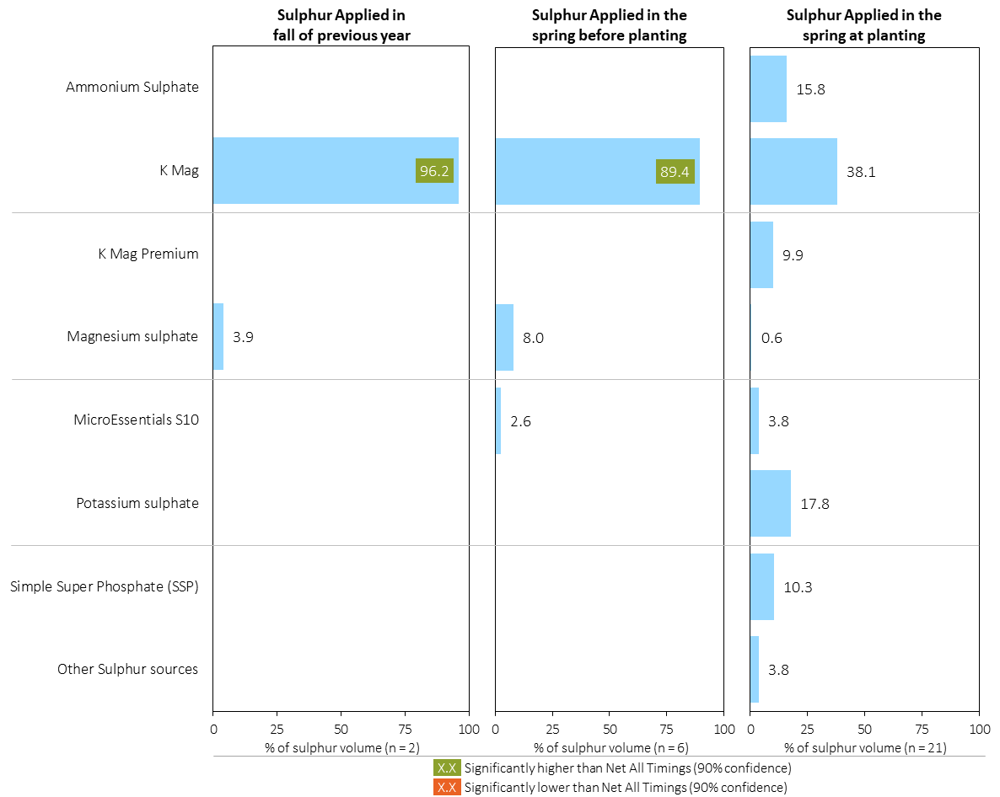 Sulphur Applied in
fall of previous year
Sulphur Applied in the
spring before planting
Sulphur Applied in the
spring at planting
Ammonium Sulphate
15.8
K Mag
96.2
89.4
38.1
K Mag Premium
9.9
Magnesium sulphate
3.9
8.0
0.6
MicroEssentials S10
2.6
3.8
Potassium sulphate
17.8
Simple Super Phosphate (SSP)
10.3
Other Sulphur sources
3.8
0 25 50 75 100
0 25 50 75 100
0 25 50 75 100
% of sulphur volume (n = 2)
% of sulphur volume (n = 6)
% of sulphur volume (n = 21)
X.X Significantly higher than Net All Timings (90% confidence)
X.X Significantly lower than Net All Timings (90% confidence)